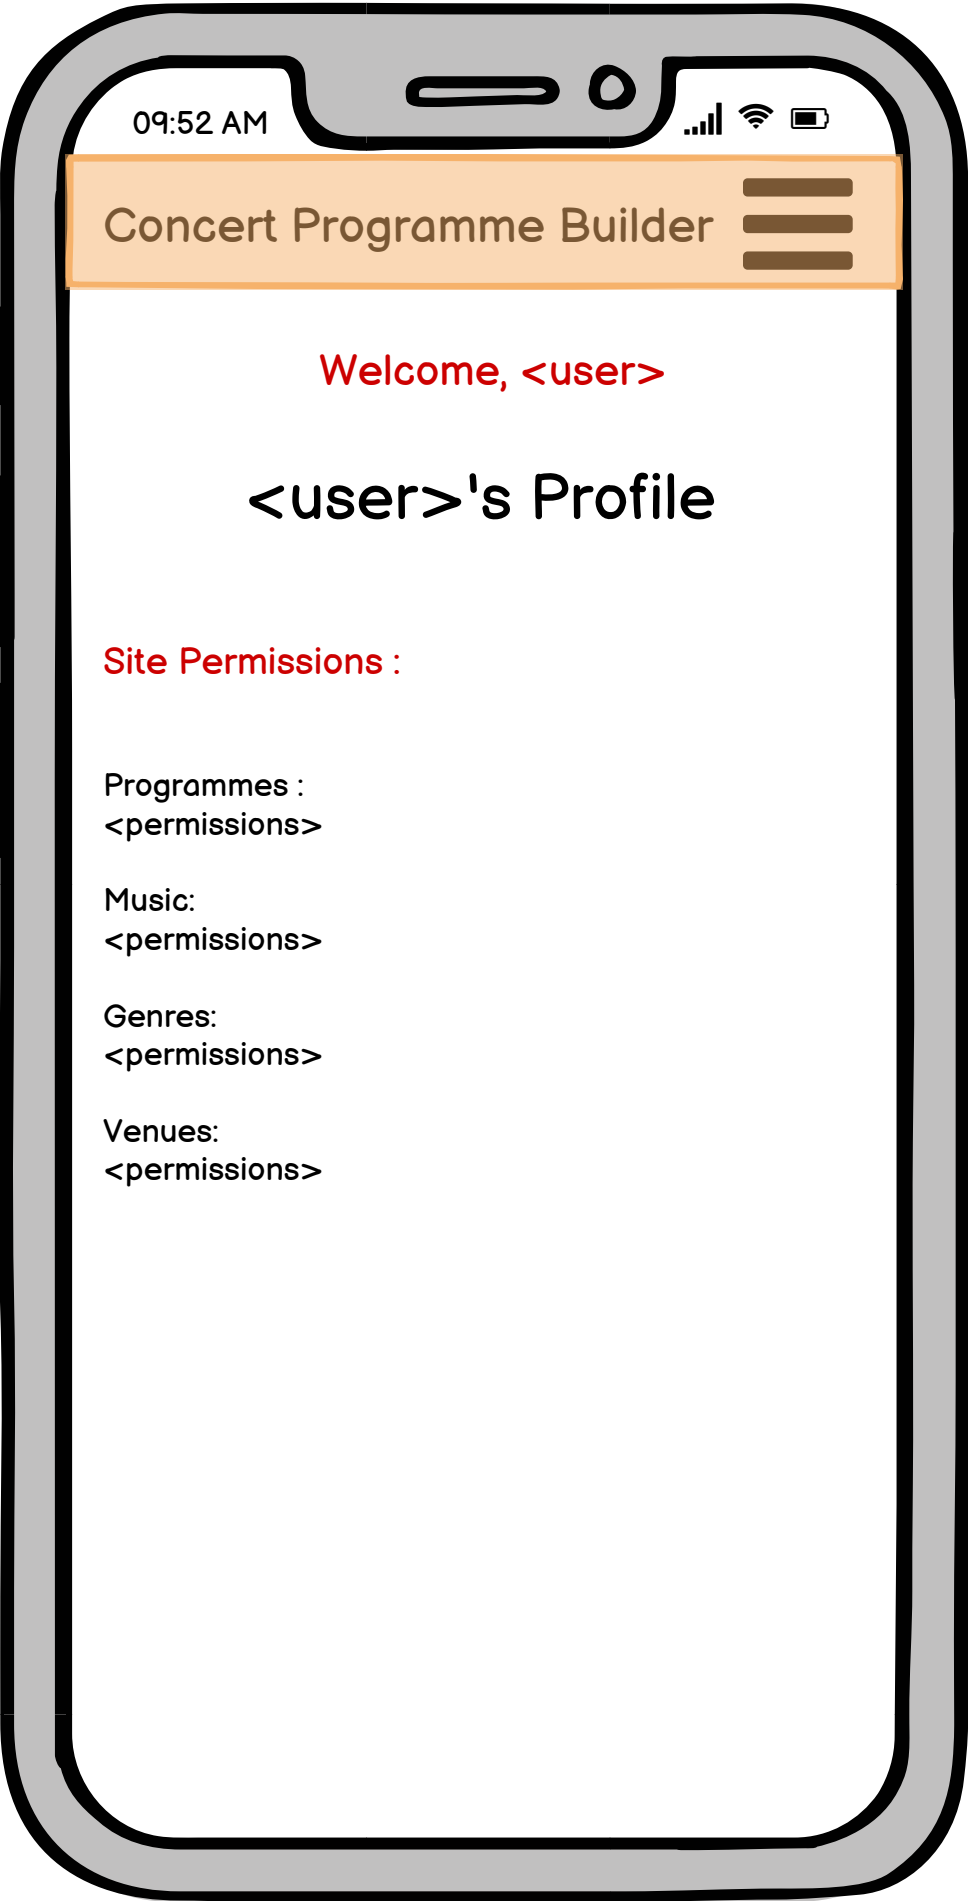 09:52 AM
Concert Programme Builder
Welcome, <user>
<user>'s Profile
Site Permissions :
Programmes :
<permissions>
Music:
<permissions>
Genres:
<permissions>
Venues:
<permissions>